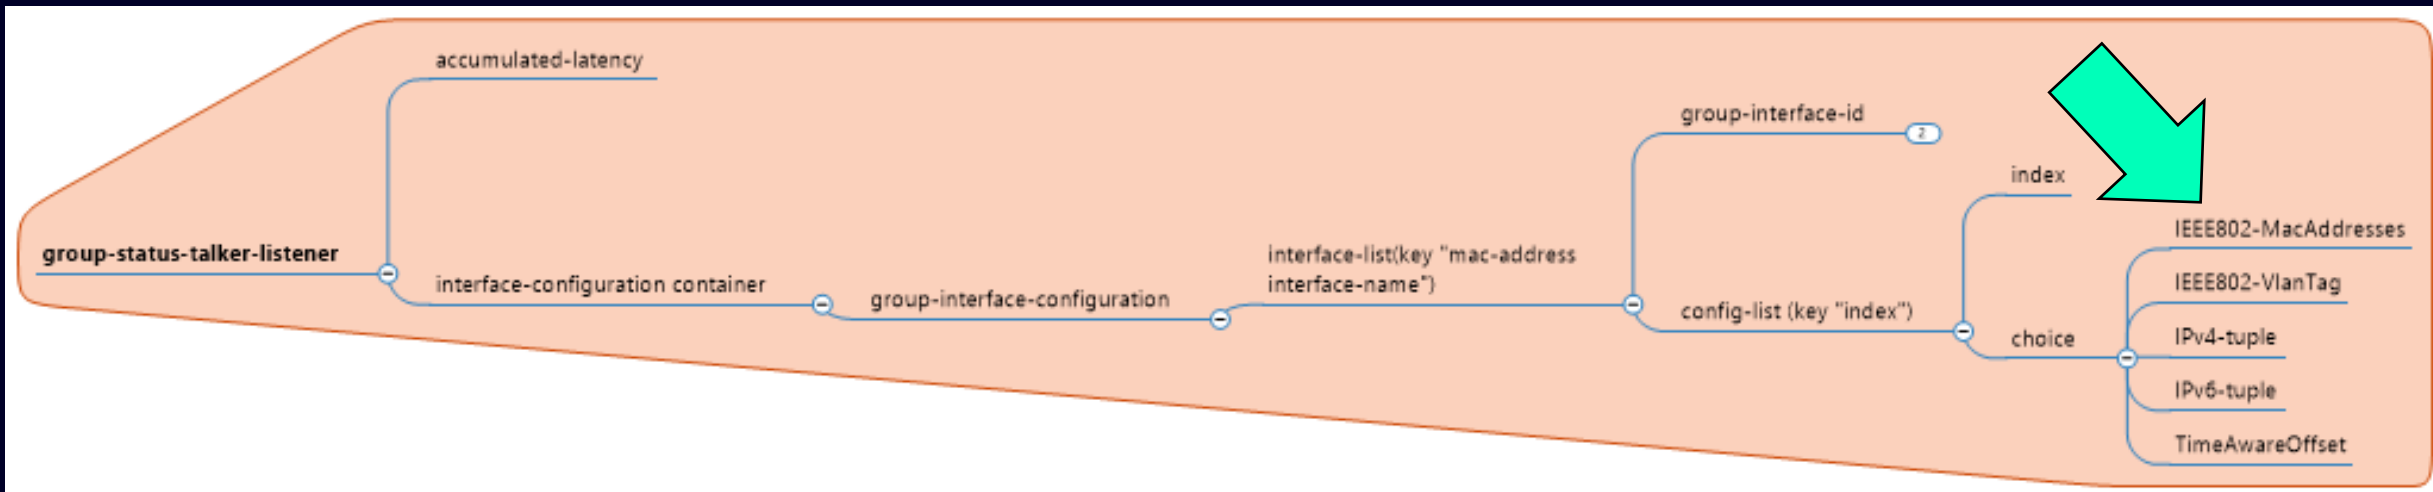 accumulated-latency
group-interface-id
2
index
IEEE802-MacAddresses
group-status-talker-listener
interface-list(key "mac-address
interface-name")
interface-configuration container
IEEE802-VlanTag
group-interface-configuration
config-list (key "index")
choice
IPv4-tuple
IPv6-tuple
TimeAwareOffset